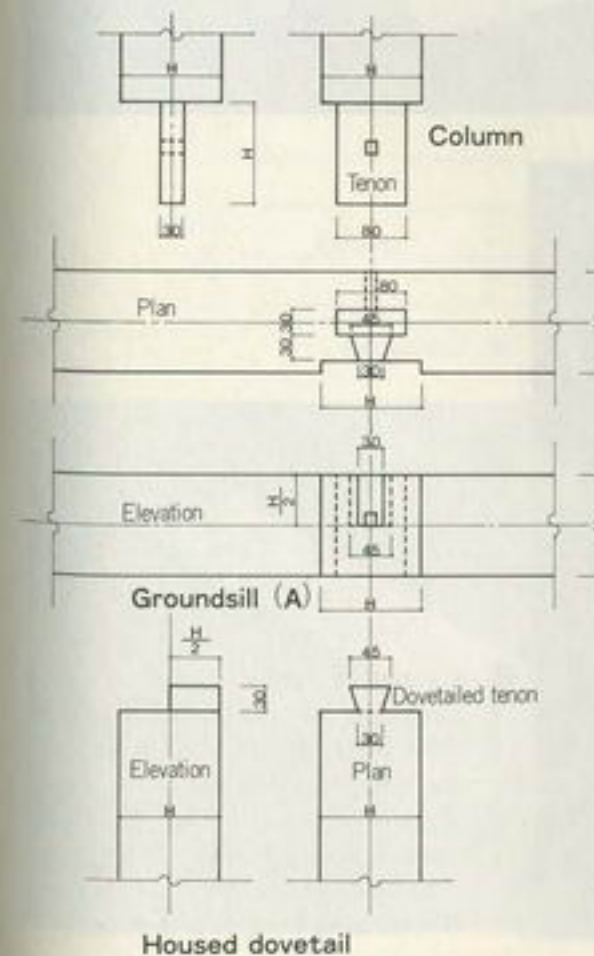 H H
Column
H
Tenon
30 80
80
Plan
45
30
30
30
H
30
H/2
Elevation
45
Groundsill (A)
H
H/2
45
30
Dovetailed tenon
30
Elevation Plan
H H
Housed dovetail